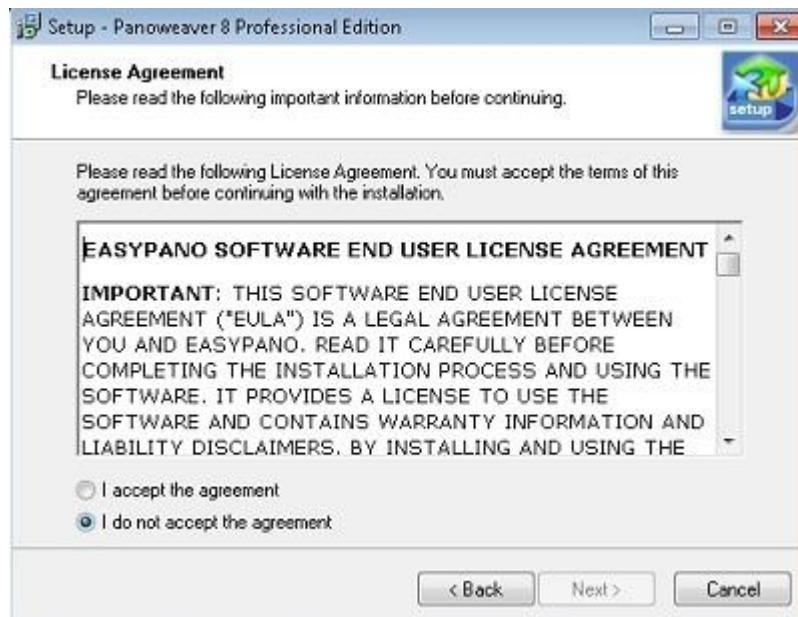 Setup - Panoweaver 8 Professional Edition
License Agreement
Please read the following important information before continuing.
setup
Please read the following License Agreement. You must accept the terms of this
agreement before continuing with the installation.
EASYPANO SOFTWARE END USER LICENSE AGREEMENT
IMPORTANT: THIS SOFTWARE END USER LICENSE
AGREEMENT ("EULA") IS A LEGAL AGREEMENT BETWEEN
YOU AND EASYPANO. READ IT CAREFULLY BEFORE
COMPLETING THE INSTALLATION PROCESS AND USING THE
SOFTWARE. IT PROVIDES A LICENSE TO USE THE
SOFTWARE AND CONTAINS WARRANTY INFORMATION AND
LIABILITY DISCLAIMERS. BY INSTALLING AND USING THE
I accept the agreement
I do not accept the agreement
< Back Next > Cancel